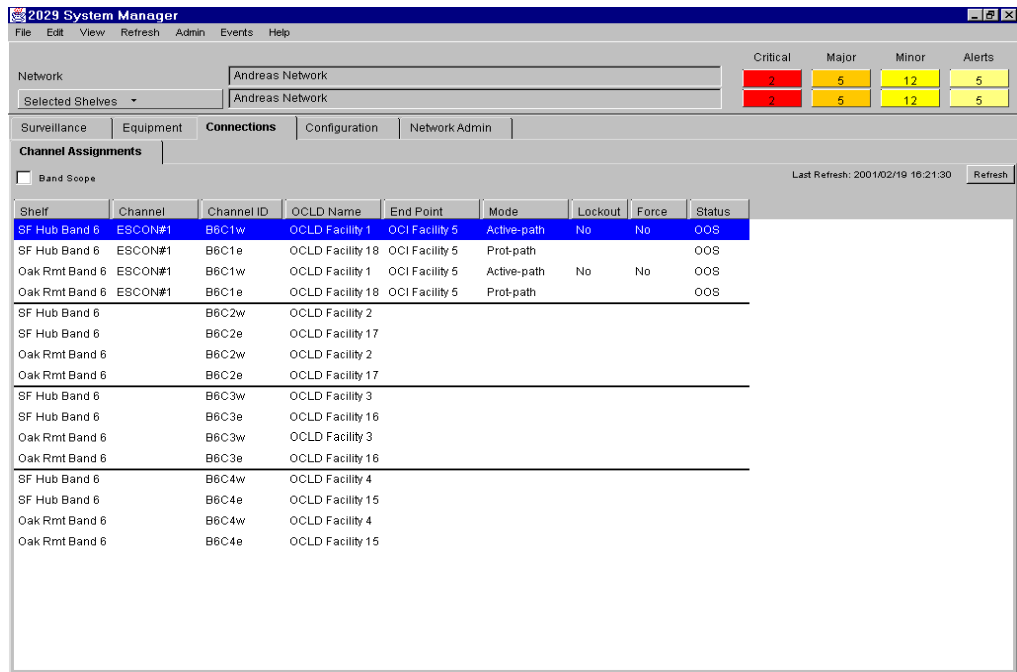 2029 System Manager
File Edit View Refresh Admin Events Help
Critical Major Minor Alerts
Network Andreas Network 2 5 12 5
Selected Shelves Andreas Network 2 5 12 5
Surveillance Equipment Connections Configuration Network Admin
Channel Assignments
Band Scope Last Refresh: 2001/02/19 16:21:30 Refresh
Shelf Channel Channel ID OCLD Name End Point Mode Lockout Force Status
SF Hub Band 6 ESCON#1 B6C1w OCLD Facility 1 OCI Facility 5 Active-path No No OOS
SF Hub Band 6 ESCON#1 B6C1e OCLD Facility 18 OCI Facility 5 Prot-path OOS
Oak Rmt Band 6 ESCON#1 B6C1w OCLD Facility 1 OCI Facility 5 Active-path No No OOS
Oak Rmt Band 6 ESCON#1 B6C1e OCLD Facility 18 OCI Facility 5 Prot-path OOS
SF Hub Band 6 B6C2w OCLD Facility 2
SF Hub Band 6 B6C2e OCLD Facility 17
Oak Rmt Band 6 B6C2w OCLD Facility 2
Oak Rmt Band 6 B6C2e OCLD Facility 17
SF Hub Band 6 B6C3w OCLD Facility 3
SF Hub Band 6 B6C3e OCLD Facility 16
Oak Rmt Band 6 B6C3w OCLD Facility 3
Oak Rmt Band 6 B6C3e OCLD Facility 16
SF Hub Band 6 B6C4w OCLD Facility 4
SF Hub Band 6 B6C4e OCLD Facility 15
Oak Rmt Band 6 B6C4w OCLD Facility 4
Oak Rmt Band 6 B6C4e OCLD Facility 15